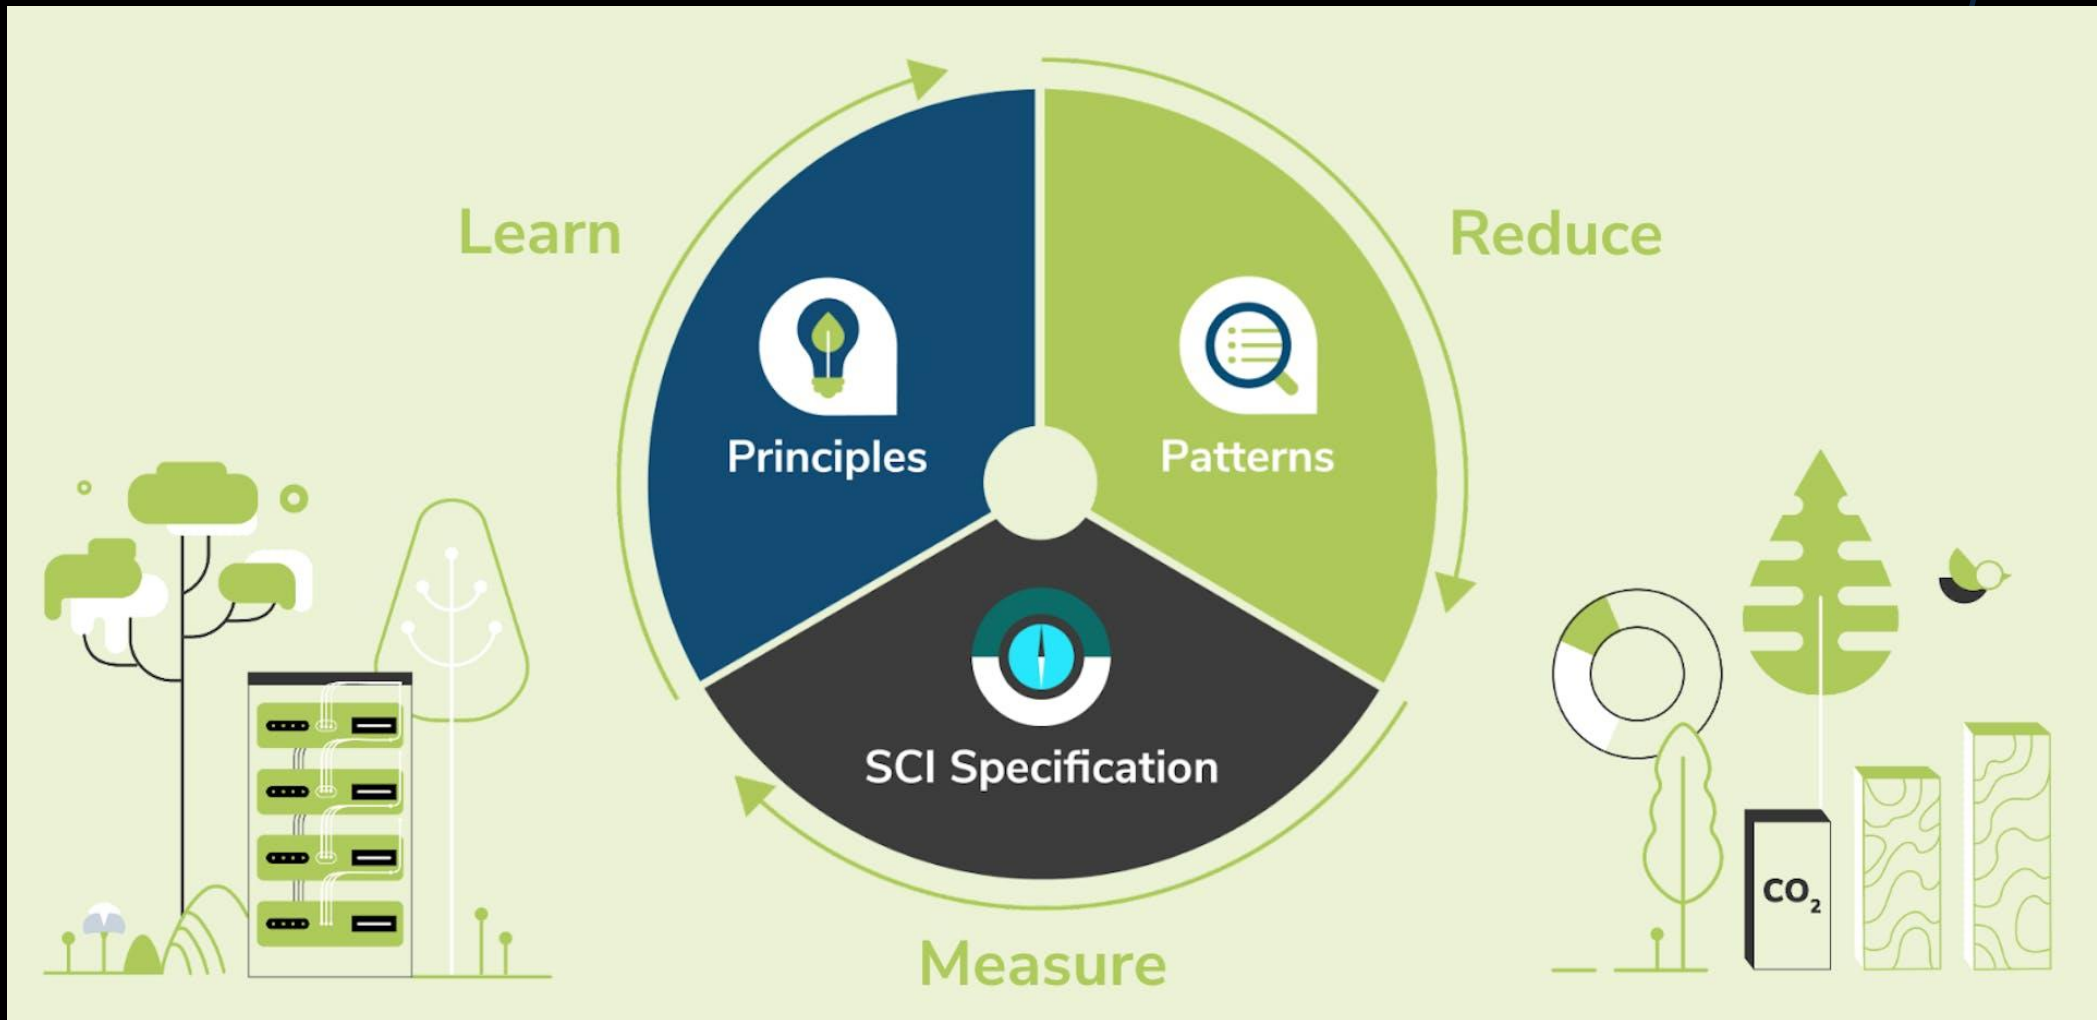 Learn
Reduce
Principles
Patterns
SCI Specification
CO₂
Measure